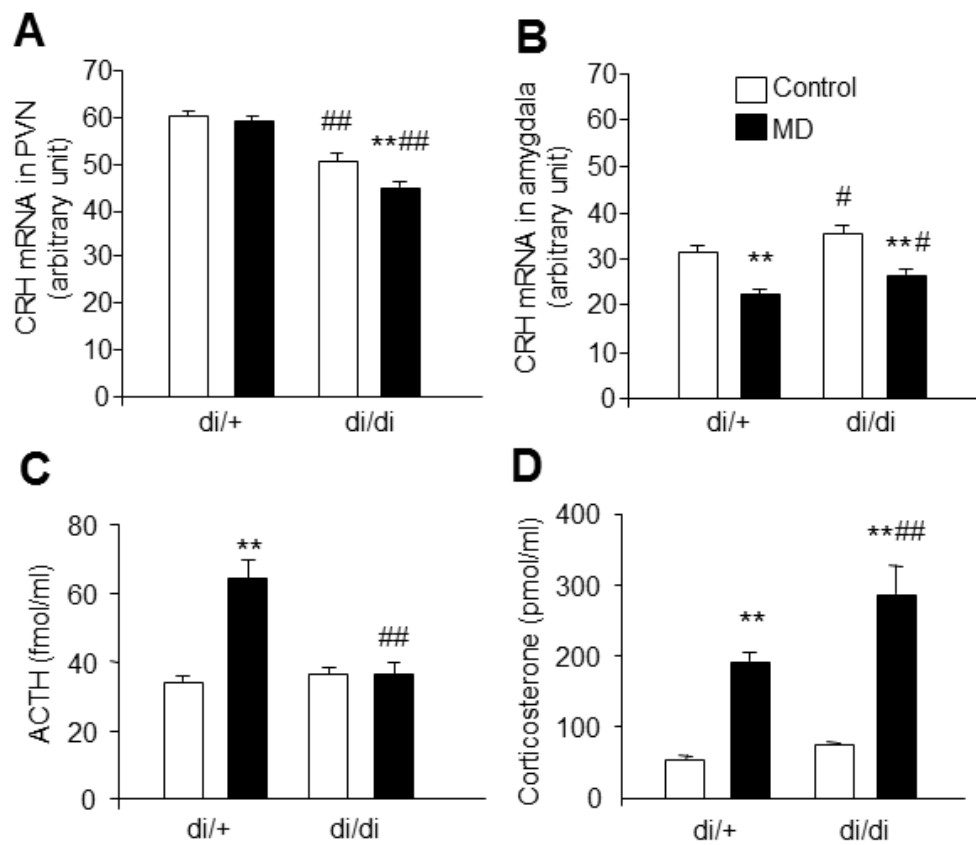 A
CRH mRNA in PVN
(arbitrary unit)
70
60
50
40
30
20
10
0
##
**##
di/+
di/di
B
CRH mRNA in amygdala
(arbitrary unit)
70
60
50
40
30
20
10
0
Control
MD
**
#
**#
di/+
di/di
C
ACTH (fmol/ml)
80
60
40
20
0
**
##
di/+
di/di
D
Corticosterone (pmol/ml)
400
300
200
100
0
**
**##
di/+
di/di